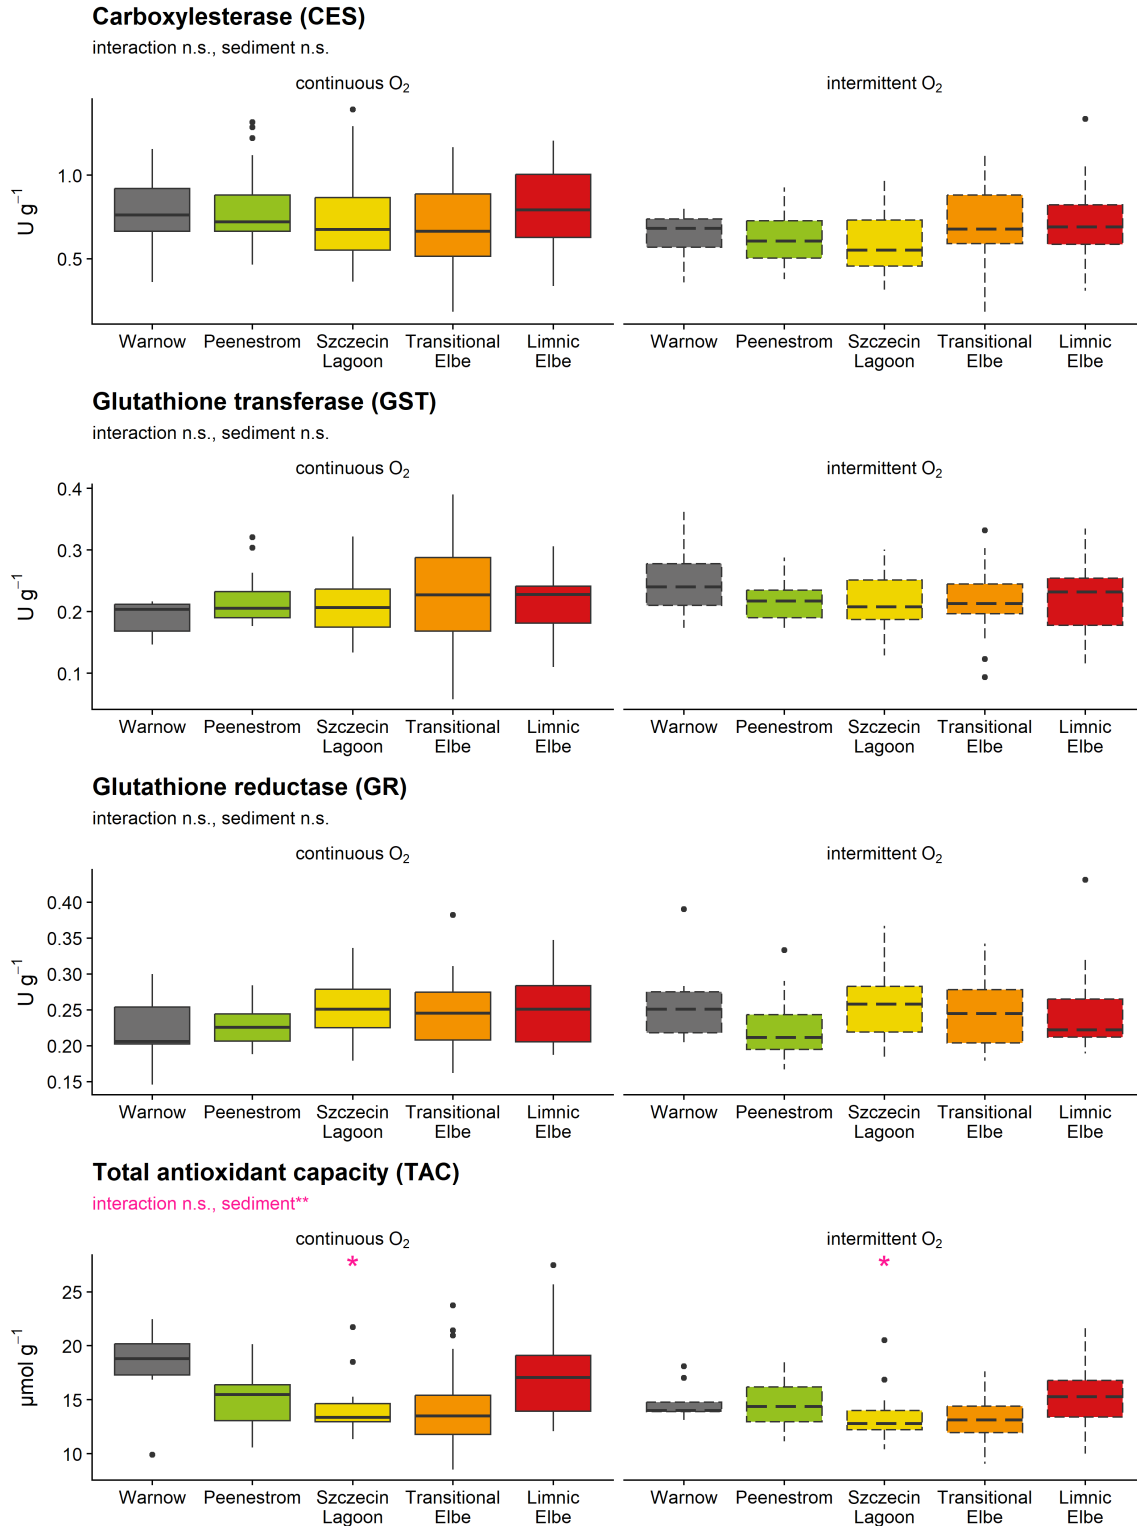 Carboxylesterase (CES)
interaction n.s., sediment n.s.
continuous O₂
intermittent O₂
U g⁻¹
1.0
0.5
Warnow
Peenestrom
Szczecin
Lagoon
Transitional
Elbe
Limnic
Elbe
Warnow
Peenestrom
Szczecin
Lagoon
Transitional
Elbe
Limnic
Elbe
Glutathione transferase (GST)
interaction n.s., sediment n.s.
continuous O₂
intermittent O₂
U g⁻¹
0.4
0.3
0.2
0.1
Warnow
Peenestrom
Szczecin
Lagoon
Transitional
Elbe
Limnic
Elbe
Warnow
Peenestrom
Szczecin
Lagoon
Transitional
Elbe
Limnic
Elbe
Glutathione reductase (GR)
interaction n.s., sediment n.s.
continuous O₂
intermittent O₂
U g⁻¹
0.40
0.35
0.30
0.25
0.20
0.15
Warnow
Peenestrom
Szczecin
Lagoon
Transitional
Elbe
Limnic
Elbe
Warnow
Peenestrom
Szczecin
Lagoon
Transitional
Elbe
Limnic
Elbe
Total antioxidant capacity (TAC)
interaction n.s., sediment**
continuous O₂
intermittent O₂
*
*
µmol g⁻¹
25
20
15
10
Warnow
Peenestrom
Szczecin
Lagoon
Transitional
Elbe
Limnic
Elbe
Warnow
Peenestrom
Szczecin
Lagoon
Transitional
Elbe
Limnic
Elbe